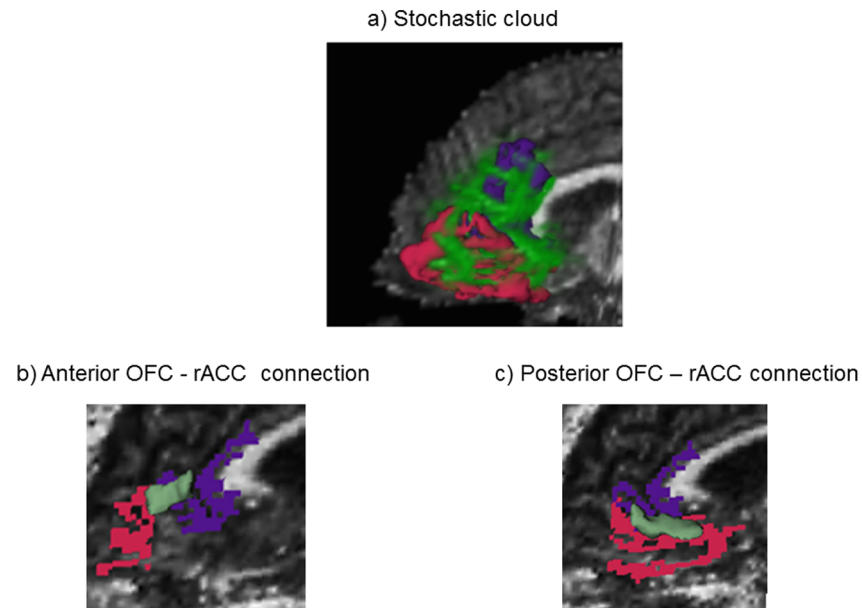 a) Stochastic cloud
b) Anterior OFC - rACC connection
c) Posterior OFC – rACC connection